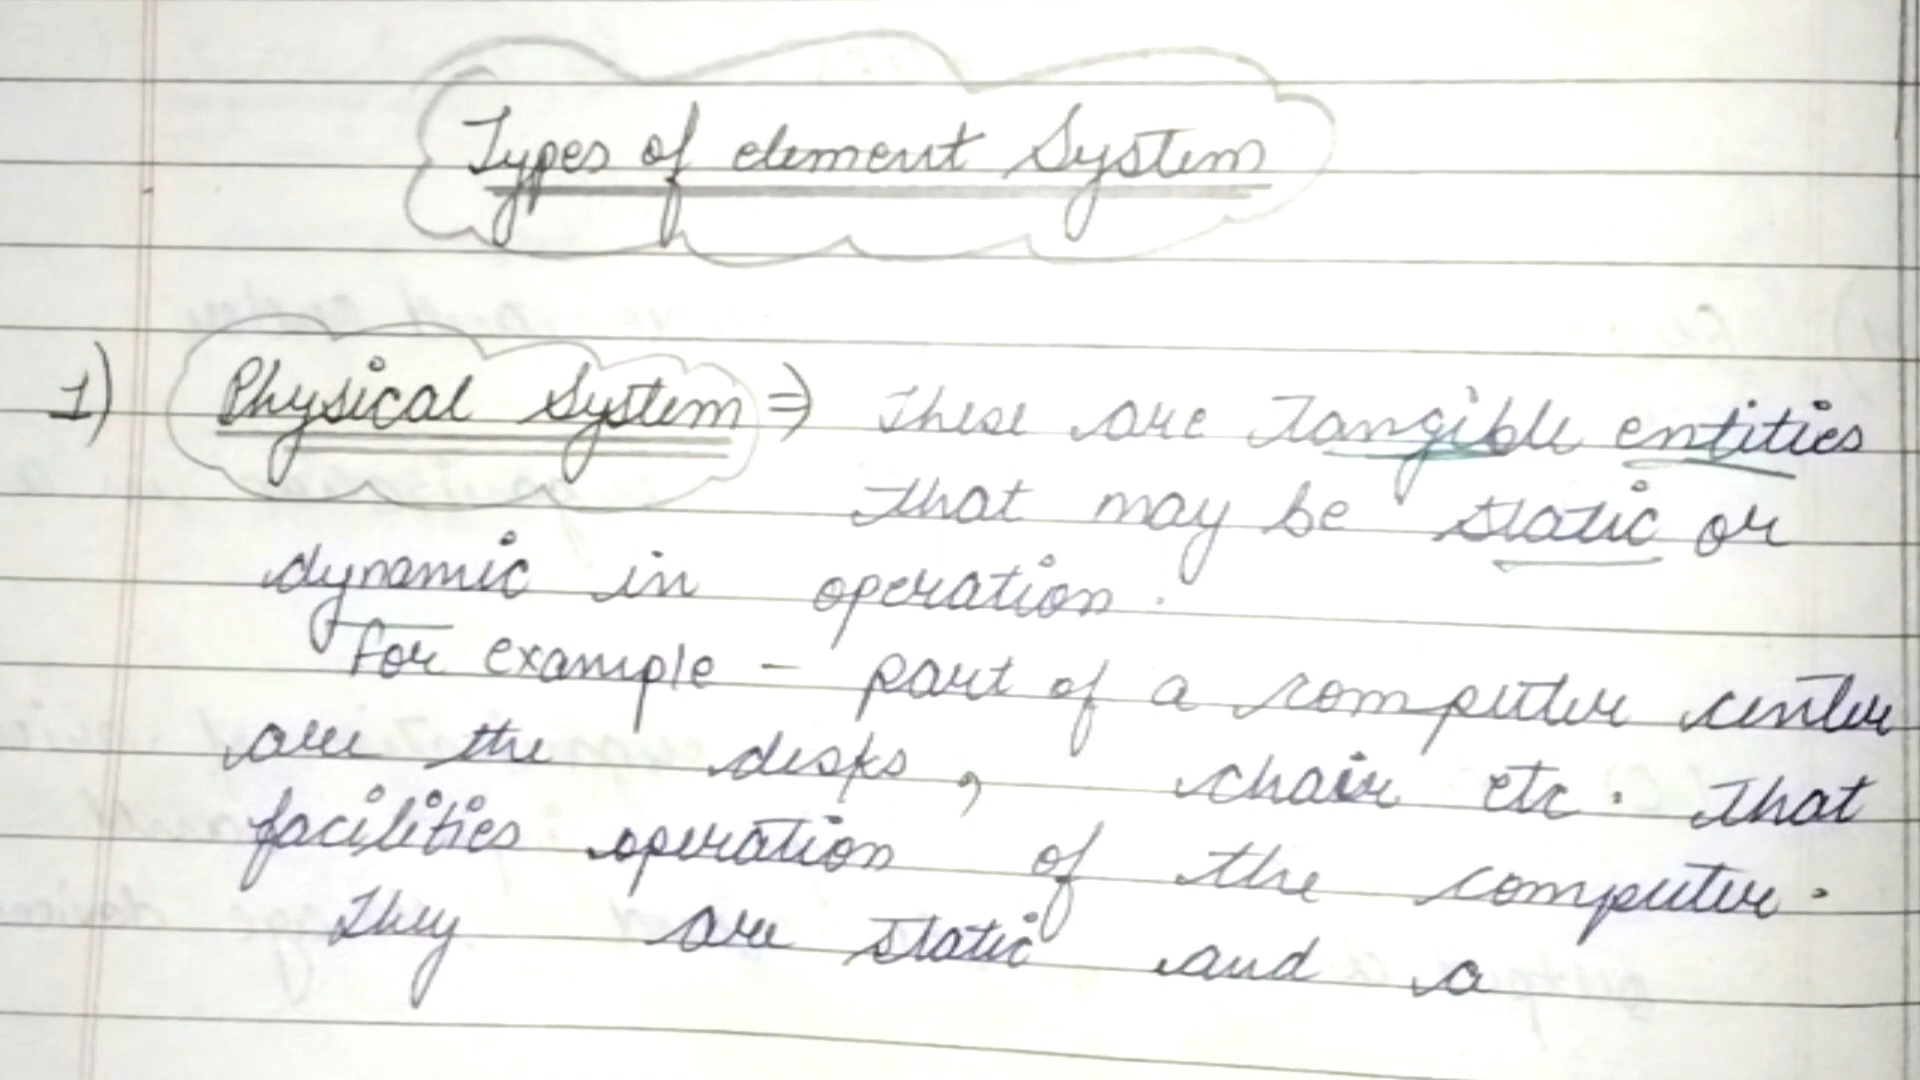 Types of element System
1) Physical System ⇒ These are Tangible entities
that may be static or
dynamic in operation.
For example - part of a computer center
are the desks, chair etc. that
facilities operation of the computer.
They are static and a